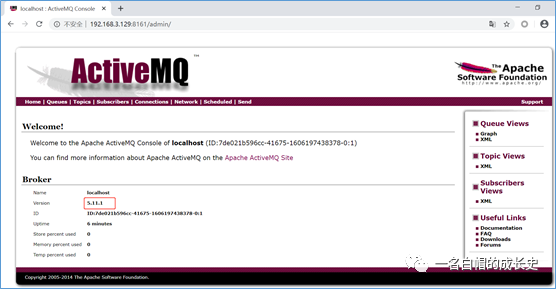 localhost : ActiveMQ Console
不安全 | 192.168.3.129:8161/admin/
ActiveMQ™
The Apache
Software Foundation
http://www.apache.org/
Home | Queues | Topics | Subscribers | Connections | Network | Scheduled | Send
Support
Welcome!
Welcome to the Apache ActiveMQ Console of localhost (ID:7de021b596cc-41675-1606197438378-0:1)
You can find more information about Apache ActiveMQ on the Apache ActiveMQ Site
Broker
Name localhost
Version 5.11.1
ID ID:7de021b596cc-41675-1606197438378-0:1
Uptime 6 minutes
Store percent used 0
Memory percent used 0
Temp percent used 0
Queue Views
Graph
XML
Topic Views
XML
Subscribers
Views
XML
Useful Links
Documentation
FAQ
Downloads
Forums
Copyright 2005-2014 The Apache Software Foundation.
一名白帽的成长史